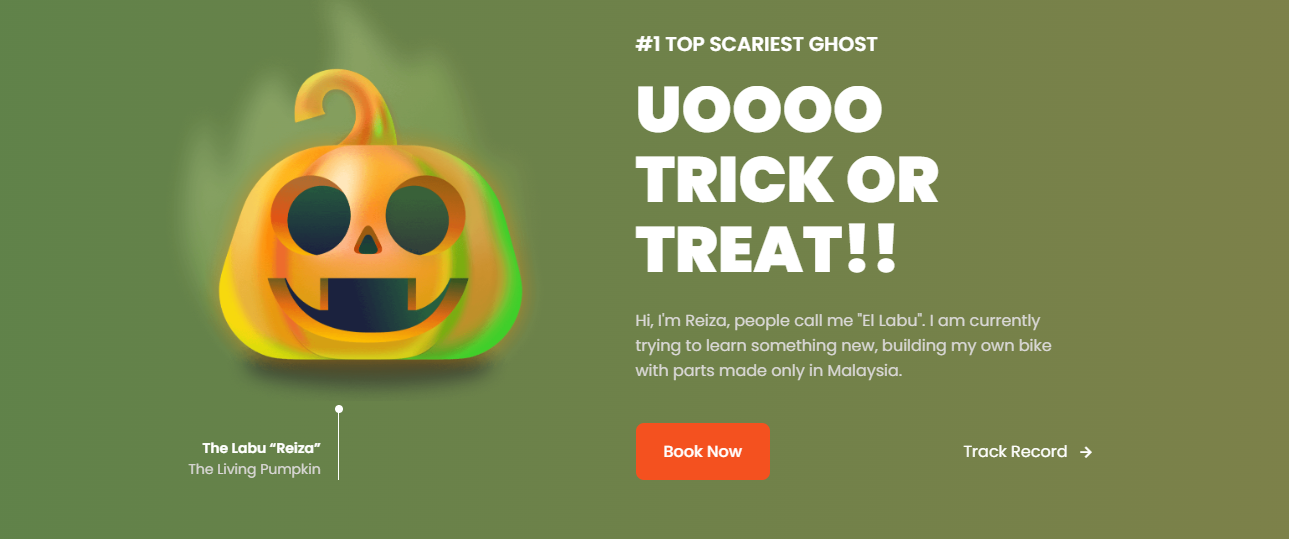 #1 TOP SCARIEST GHOST
UOOOO
TRICK OR
TREAT!!
Hi, I'm Reiza, people call me "El Labu". I am currently
trying to learn something new, building my own bike
with parts made only in Malaysia.
Book Now
Track Record →
The Labu “Reiza”
The Living Pumpkin